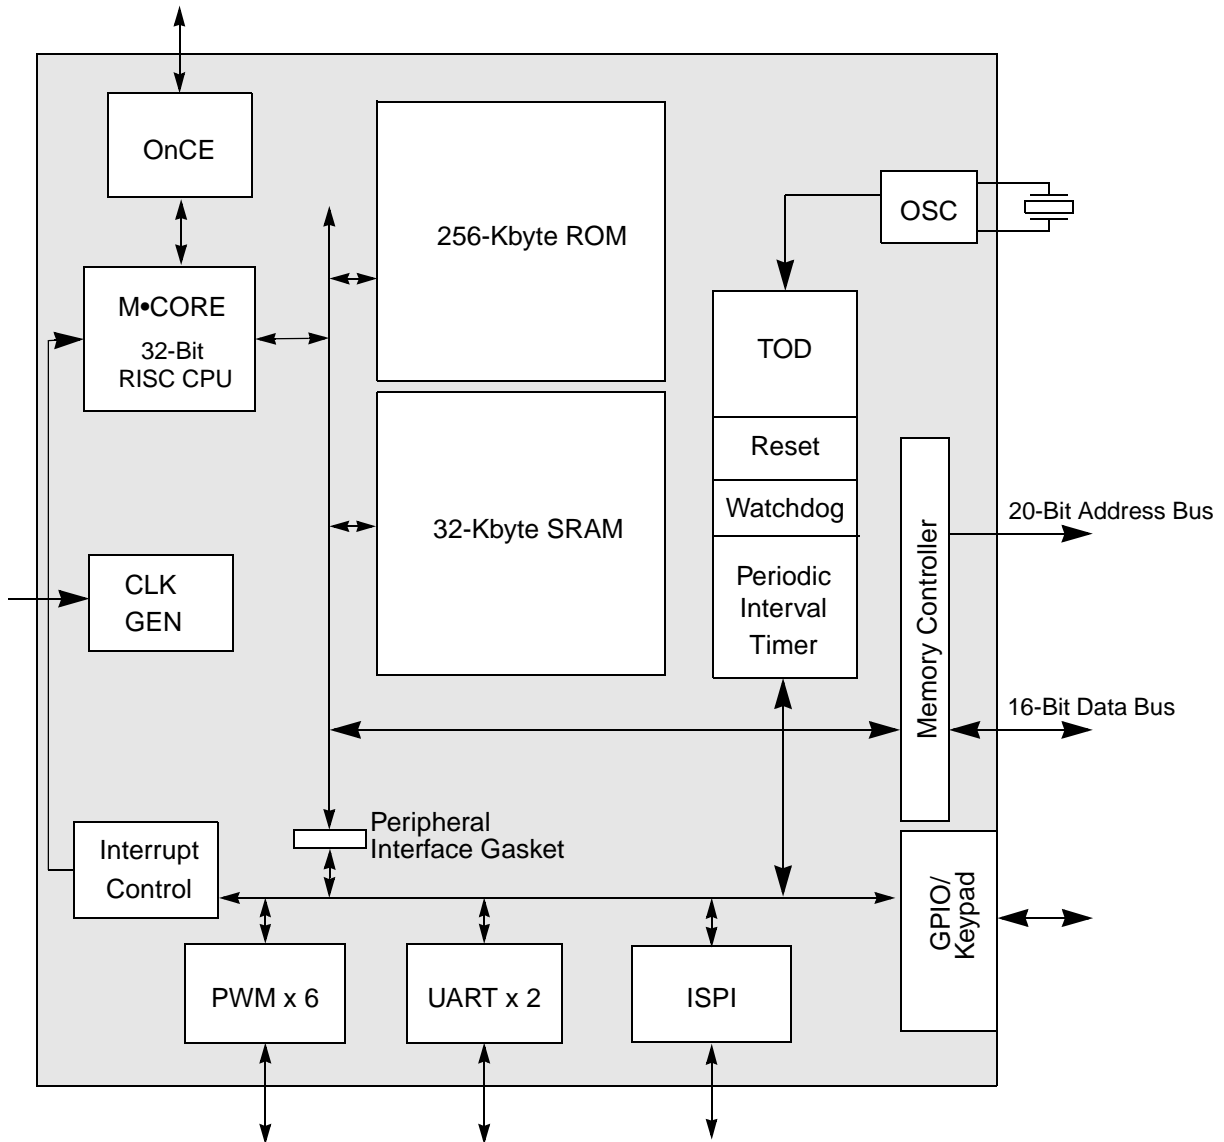 OnCE
256-Kbyte ROM
OSC
M•CORE
32-Bit
RISC CPU
TOD
Reset
Watchdog
Periodic
Interval
Timer
32-Kbyte SRAM
Memory Controller
20-Bit Address Bus
CLK
GEN
16-Bit Data Bus
Peripheral
Interface Gasket
Interrupt
Control
GPIO/
Keypad
PWM x 6
UART x 2
ISPI